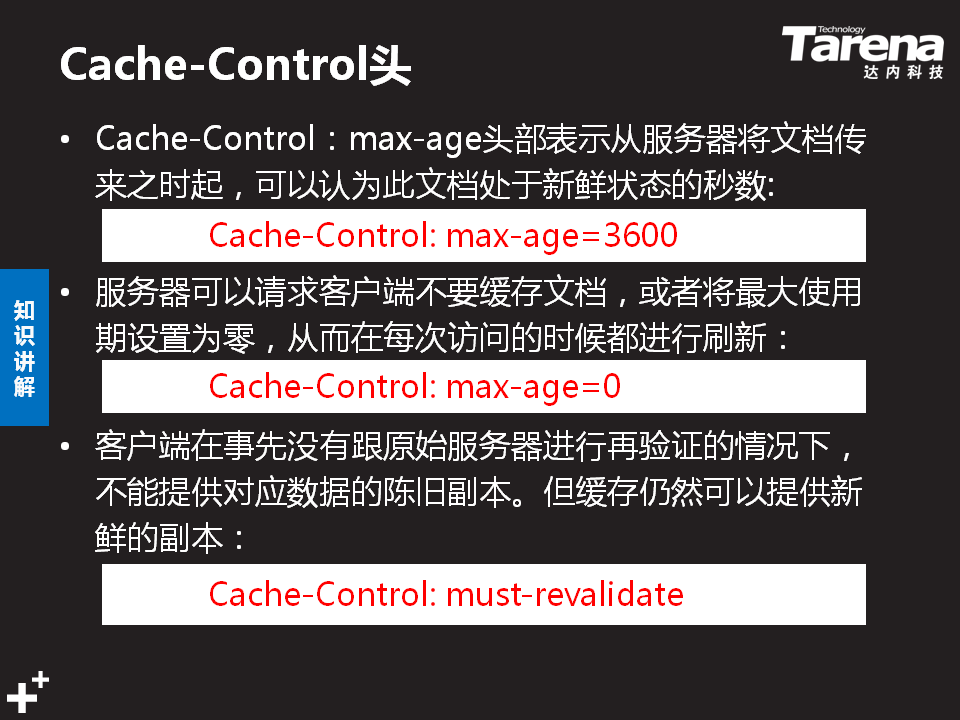 Cache-Control头
Technology
Tarena
达内科技
• Cache-Control：max-age头部表示从服务器将文档传
来之时起，可以认为此文档处于新鲜状态的秒数:
Cache-Control: max-age=3600
• 服务器可以请求客户端不要缓存文档，或者将最大使用
期设置为零，从而在每次访问的时候都进行刷新：
Cache-Control: max-age=0
知识讲解
• 客户端在事先没有跟原始服务器进行再验证的情况下，
不能提供对应数据的陈旧副本。但缓存仍然可以提供新
鲜的副本：
Cache-Control: must-revalidate